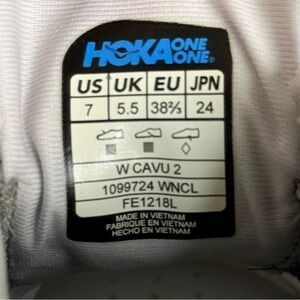 HOKA ONE ONE®
US UK EU JPN
7 5.5 38⅔ 24
W CAVU 2
1099724 WNCL
FE1218L
MADE IN VIETNAM
FABRIQUE EN VIETNAM
HECHO EN VIETNAM